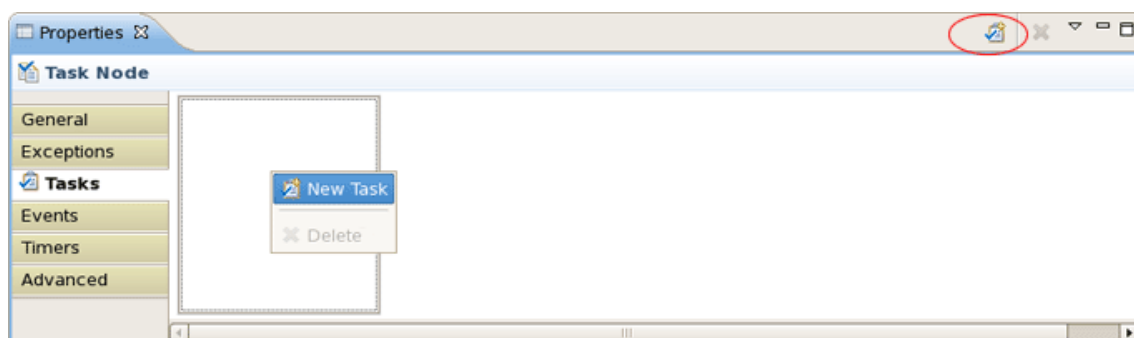 Properties
Task Node
General
Exceptions
Tasks
Events
Timers
Advanced
New Task
Delete